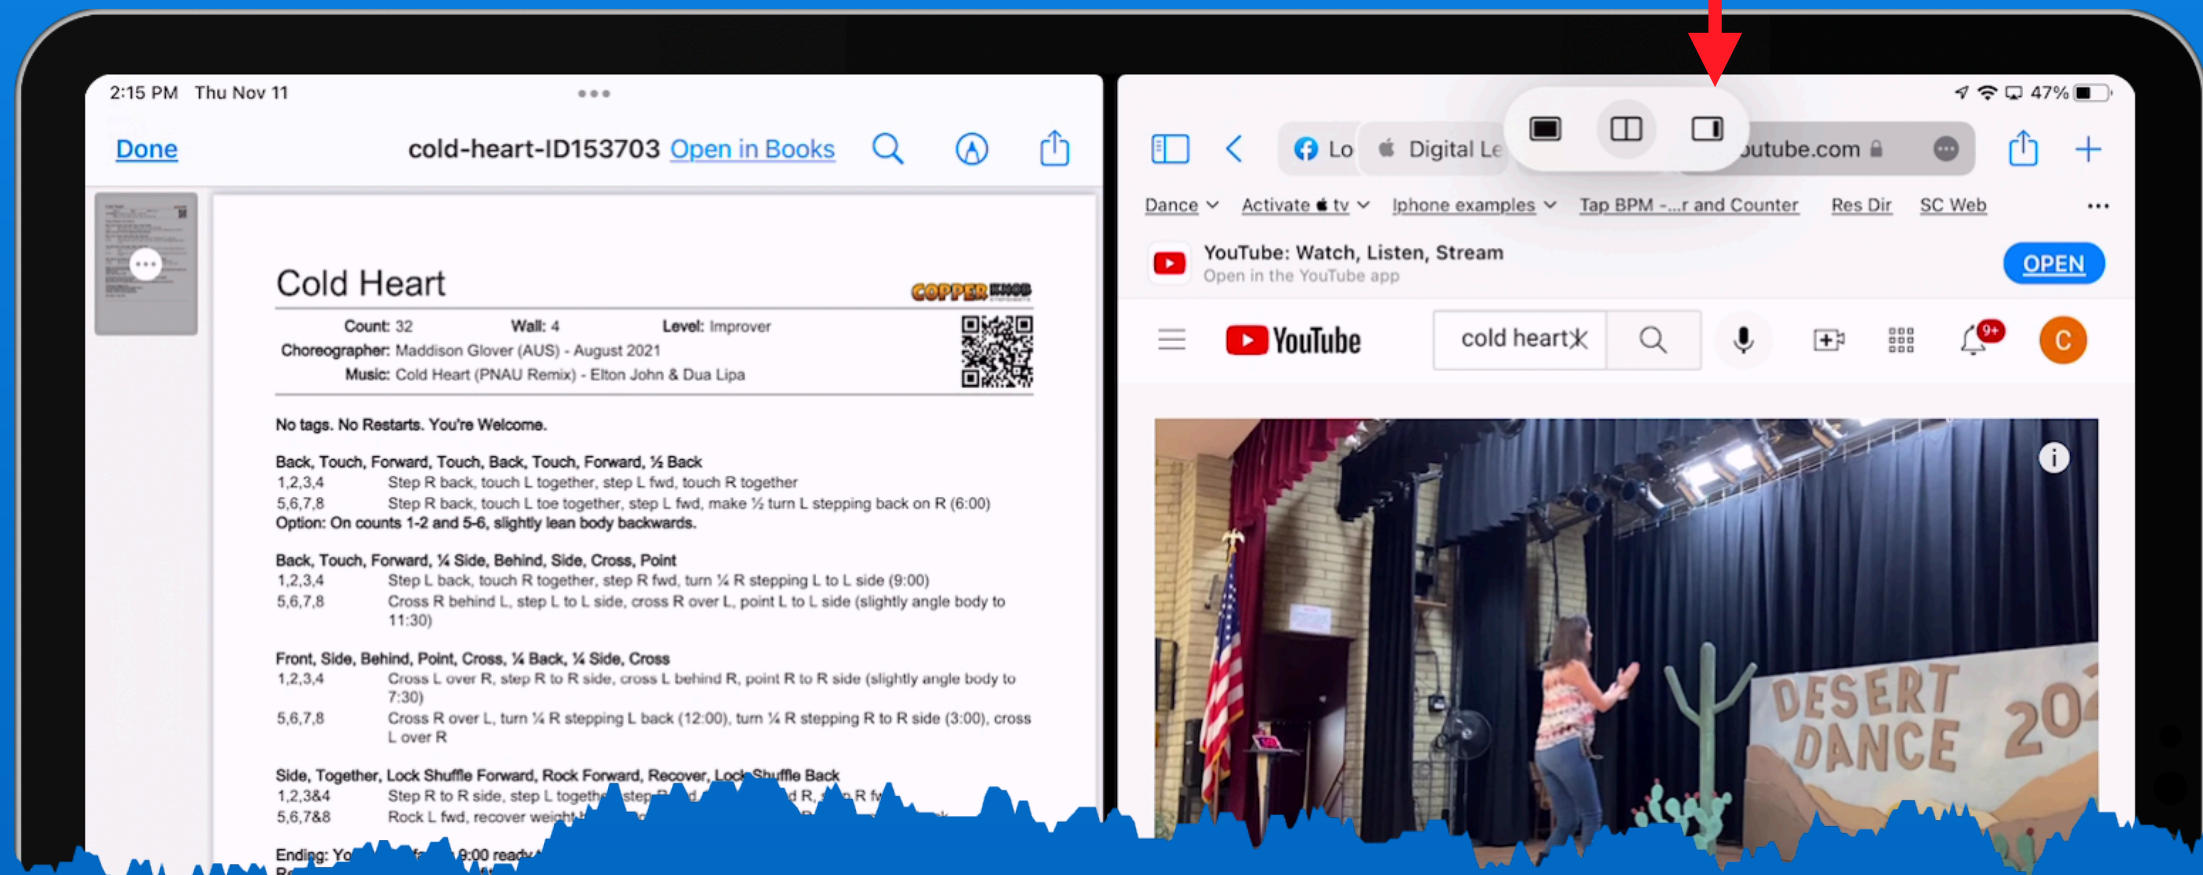 2:15 PM Thu Nov 11
Done
cold-heart-ID153703 Open in Books
Cold Heart
COPPER KNOB
Count: 32 Wall: 4 Level: Improver
Choreographer: Maddison Glover (AUS) - August 2021
Music: Cold Heart (PNAU Remix) - Elton John & Dua Lipa
No tags. No Restarts. You're Welcome.
Back, Touch, Forward, Touch, Back, Touch, Forward, ½ Back
1,2,3,4 Step R back, touch L together, step L fwd, touch R together
5,6,7,8 Step R back, touch L toe together, step L fwd, make ½ turn L stepping back on R (6:00)
Option: On counts 1-2 and 5-6, slightly lean body backwards.
Back, Touch, Forward, ¼ Side, Behind, Side, Cross, Point
1,2,3,4 Step L back, touch R together, step R fwd, turn ¼ R stepping L to L side (9:00)
5,6,7,8 Cross R behind L, step L to L side, cross R over L, point L to L side (slightly angle body to
11:30)
Front, Side, Behind, Point, Cross, ¼ Back, ¼ Side, Cross
1,2,3,4 Cross L over R, step R to R side, cross L behind R, point R to R side (slightly angle body to
7:30)
5,6,7,8 Cross R over L, turn ¼ R stepping L back (12:00), turn ¼ R stepping R to R side (3:00), cross
L over R
Side, Together, Lock Shuffle Forward, Rock Forward, Recover, Lock Shuffle Back
1,2,3&4 Step R to R side, step L
5,6,7&8 Rock L fwd, recover weight
Ending: 9:00 ready
47%
Lo Digital Le outube.com
Dance Activate tv Iphone examples Tap BPM -...r and Counter Res Dir SC Web
YouTube: Watch, Listen, Stream
Open in the YouTube app
OPEN
YouTube
cold heart
9+
C
DESERT
DANCE
202